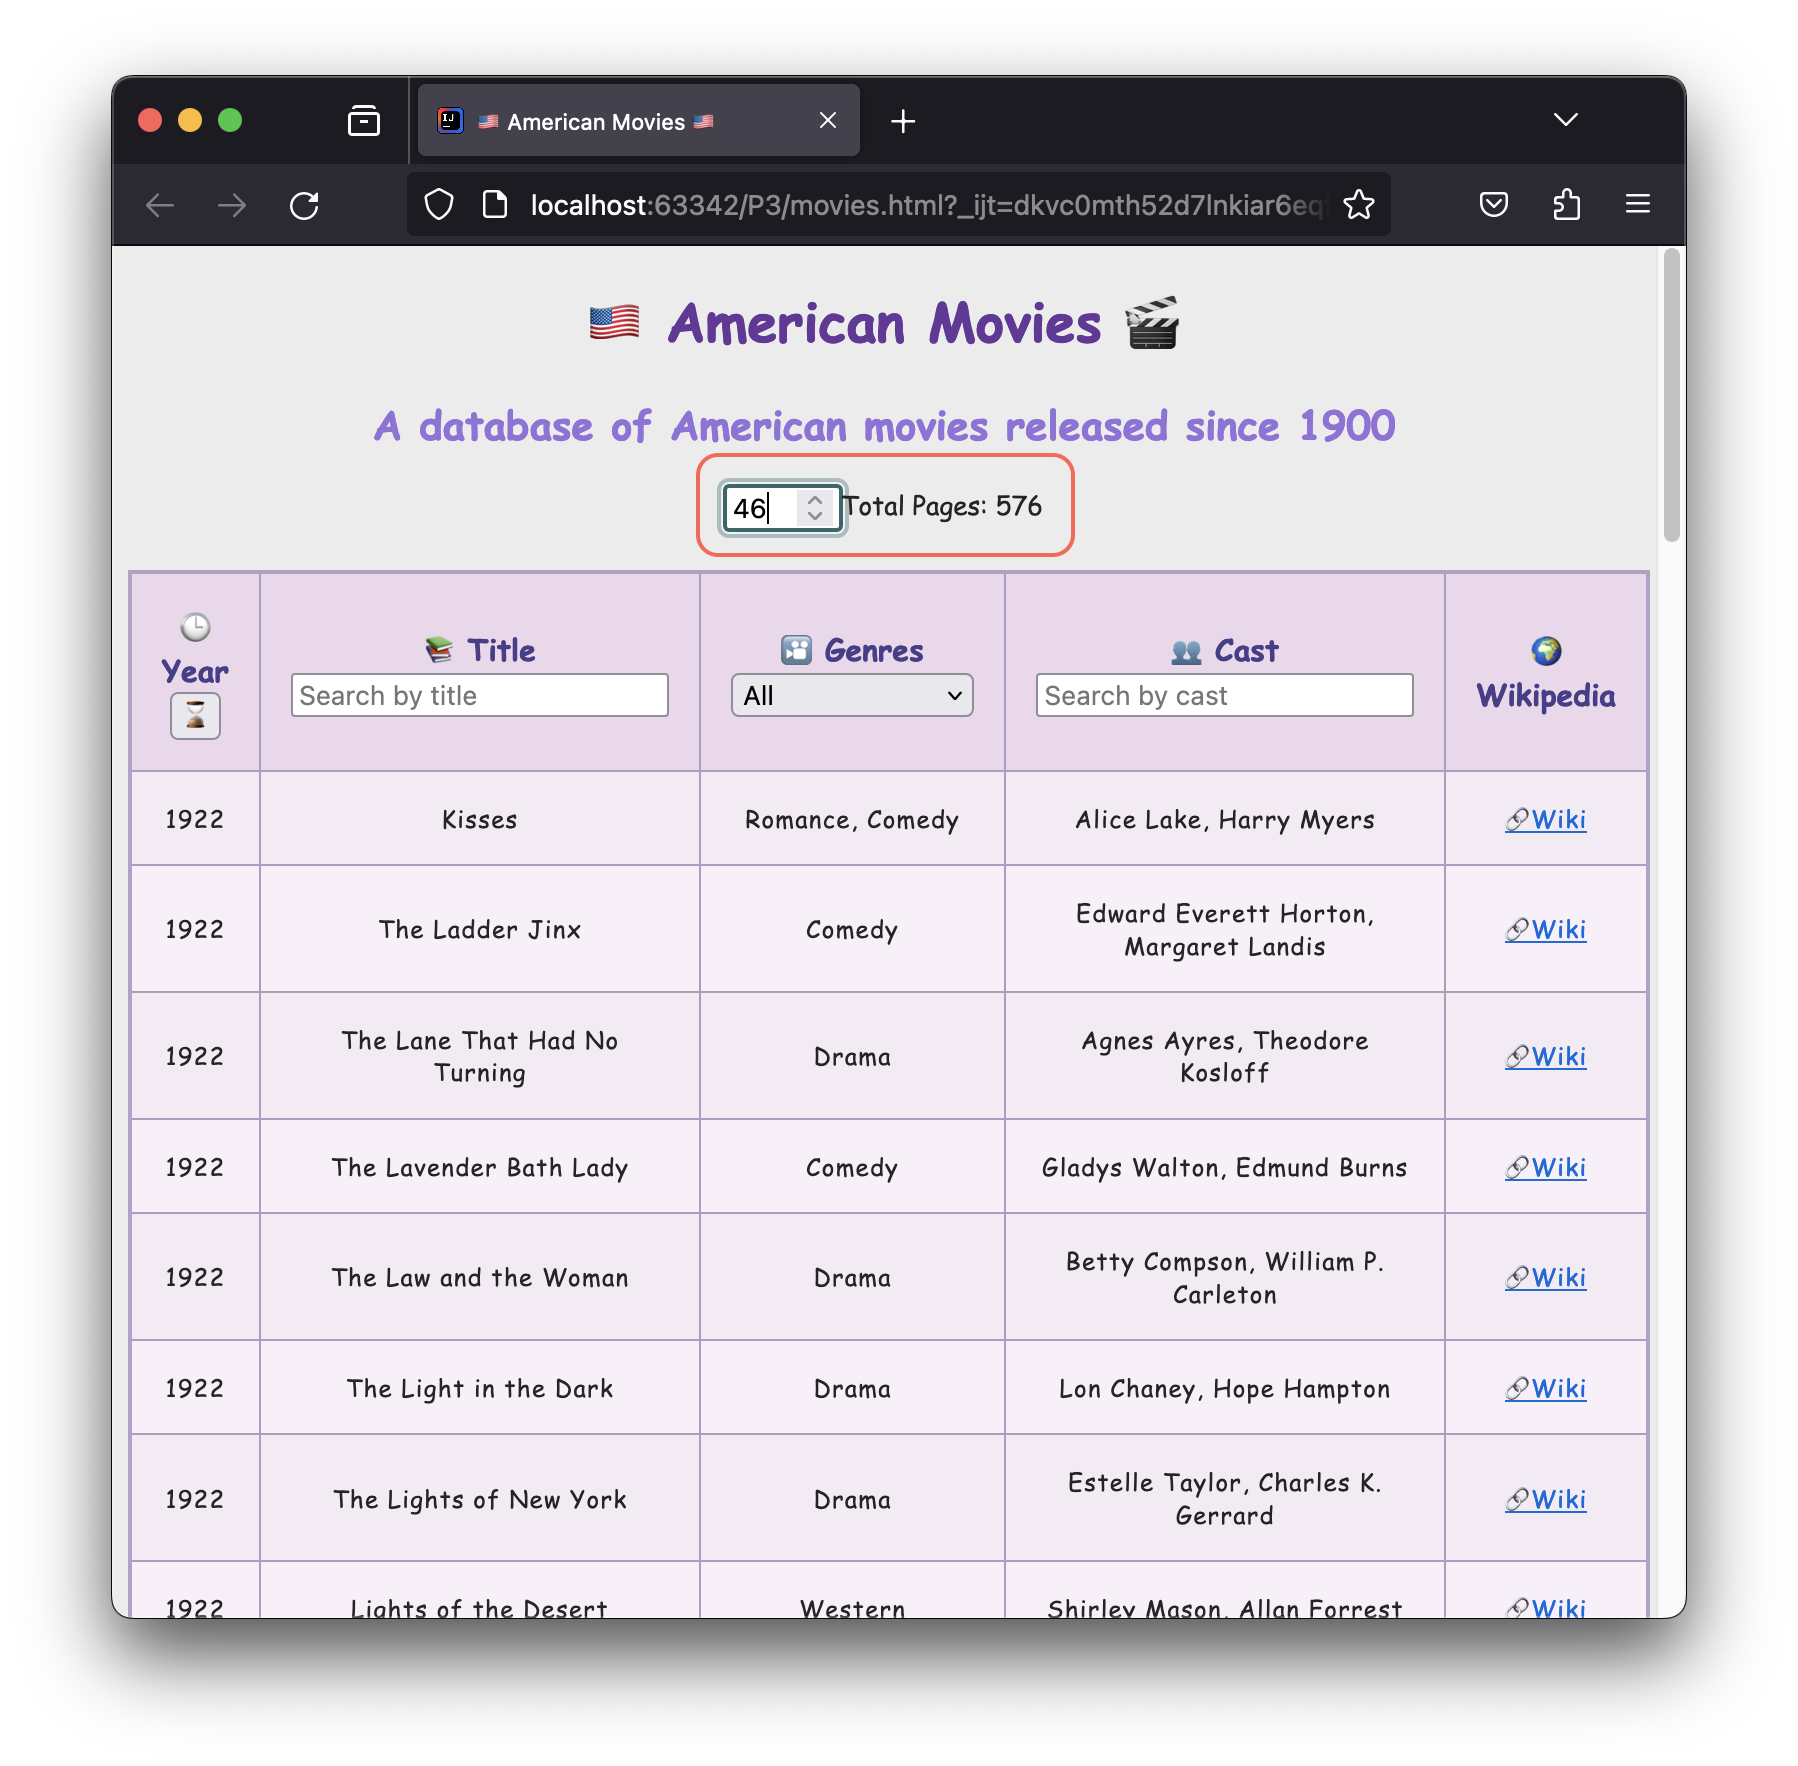 🇺🇸 American Movies 🇺🇸
localhost:63342/P3/movies.html?_ijt=dkvc0mth52d7lnkiar6eq
🇺🇸 American Movies 🎬
A database of American movies released since 1900
46 Total Pages: 576
🕒 Year ⌛
📚 Title
Search by title
🎦 Genres
All
👥 Cast
Search by cast
🌍 Wikipedia
1922 Kisses Romance, Comedy Alice Lake, Harry Myers 🔗Wiki
1922 The Ladder Jinx Comedy Edward Everett Horton, Margaret Landis 🔗Wiki
1922 The Lane That Had No Turning Drama Agnes Ayres, Theodore Kosloff 🔗Wiki
1922 The Lavender Bath Lady Comedy Gladys Walton, Edmund Burns 🔗Wiki
1922 The Law and the Woman Drama Betty Compson, William P. Carleton 🔗Wiki
1922 The Light in the Dark Drama Lon Chaney, Hope Hampton 🔗Wiki
1922 The Lights of New York Drama Estelle Taylor, Charles K. Gerrard 🔗Wiki
1922 Lights of the Desert Western Shirley Mason, Allan Forrest 🔗Wiki